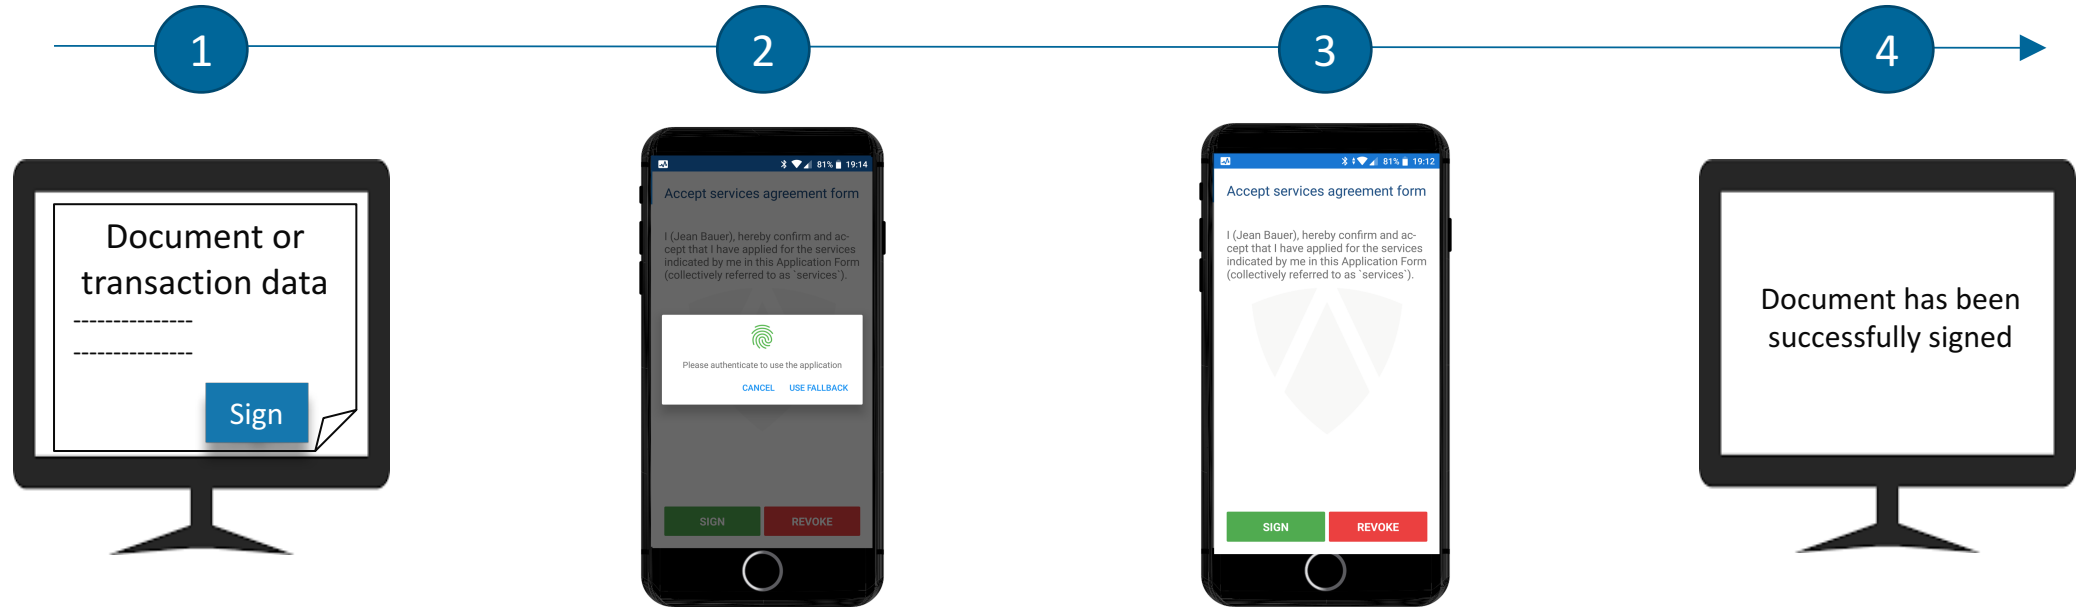 1
2
3
4
Document or
transaction data
---------------
---------------
Sign
81% 19:14
Accept services agreement form
I (Jean Bauer), hereby confirm and ac-
cept that I have applied for the services
indicated by me in this Application Form
(collectively referred to as `services`).
Please authenticate to use the application
CANCEL USE FALLBACK
SIGN REVOKE
81% 19:12
Accept services agreement form
I (Jean Bauer), hereby confirm and ac-
cept that I have applied for the services
indicated by me in this Application Form
(collectively referred to as `services`).
SIGN REVOKE
Document has been
successfully signed